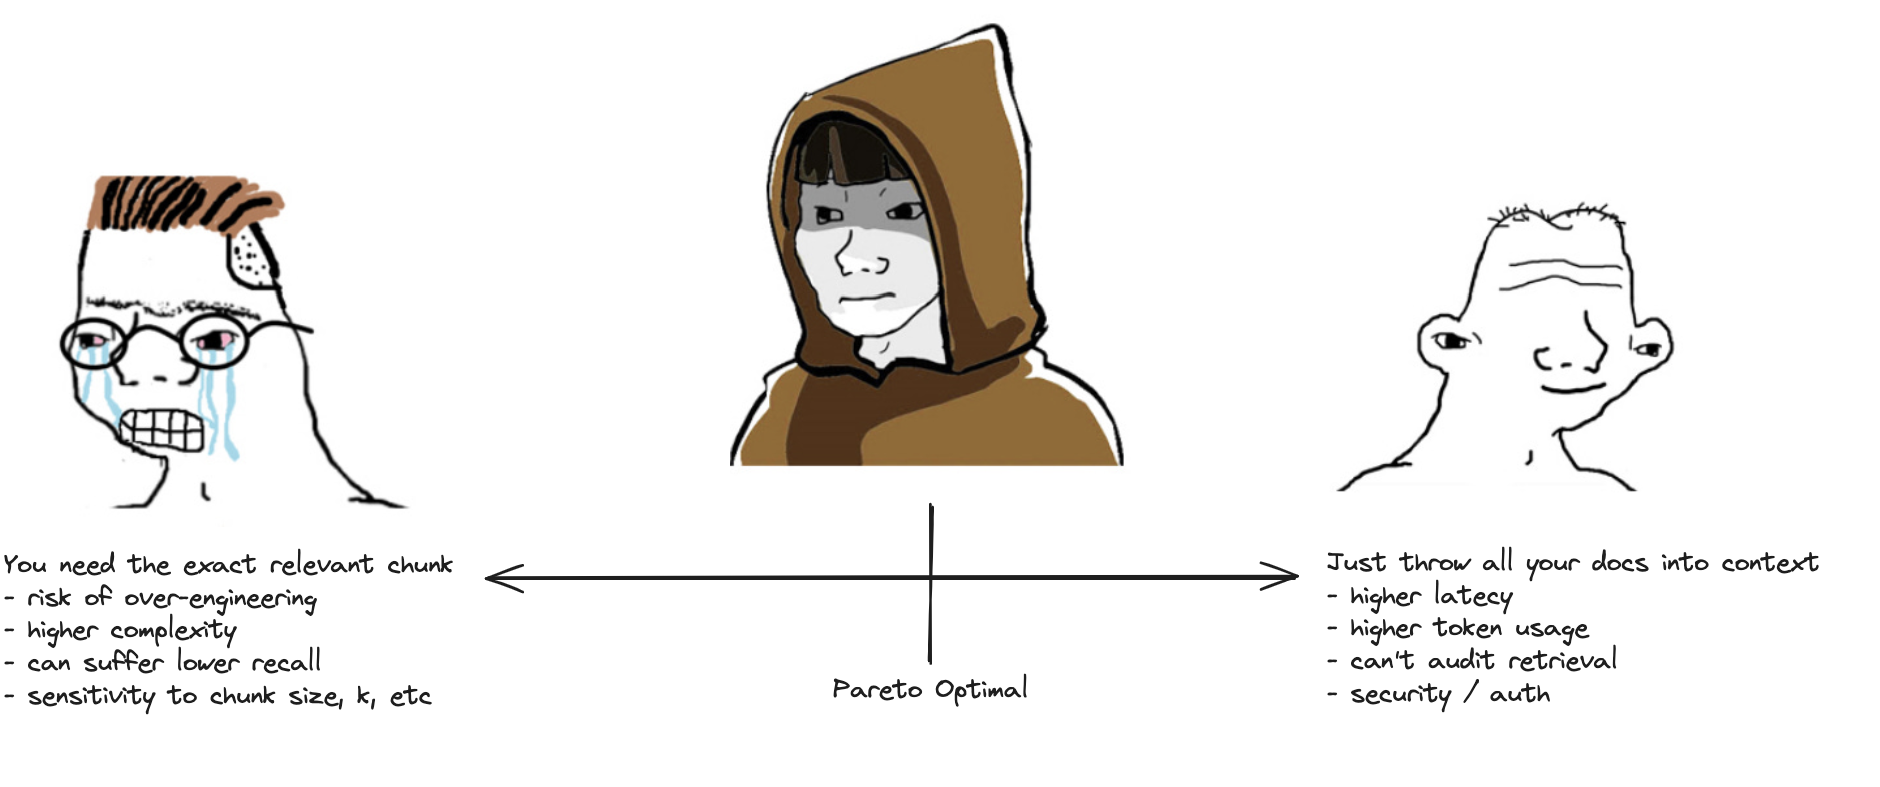 You need the exact relevant chunk
- risk of over-engineering
- higher complexity
- can suffer lower recall
- sensitivity to chunk size, k, etc
Pareto Optimal
Just throw all your docs into context
- higher latecy
- higher token usage
- can't audit retrieval
- security / auth